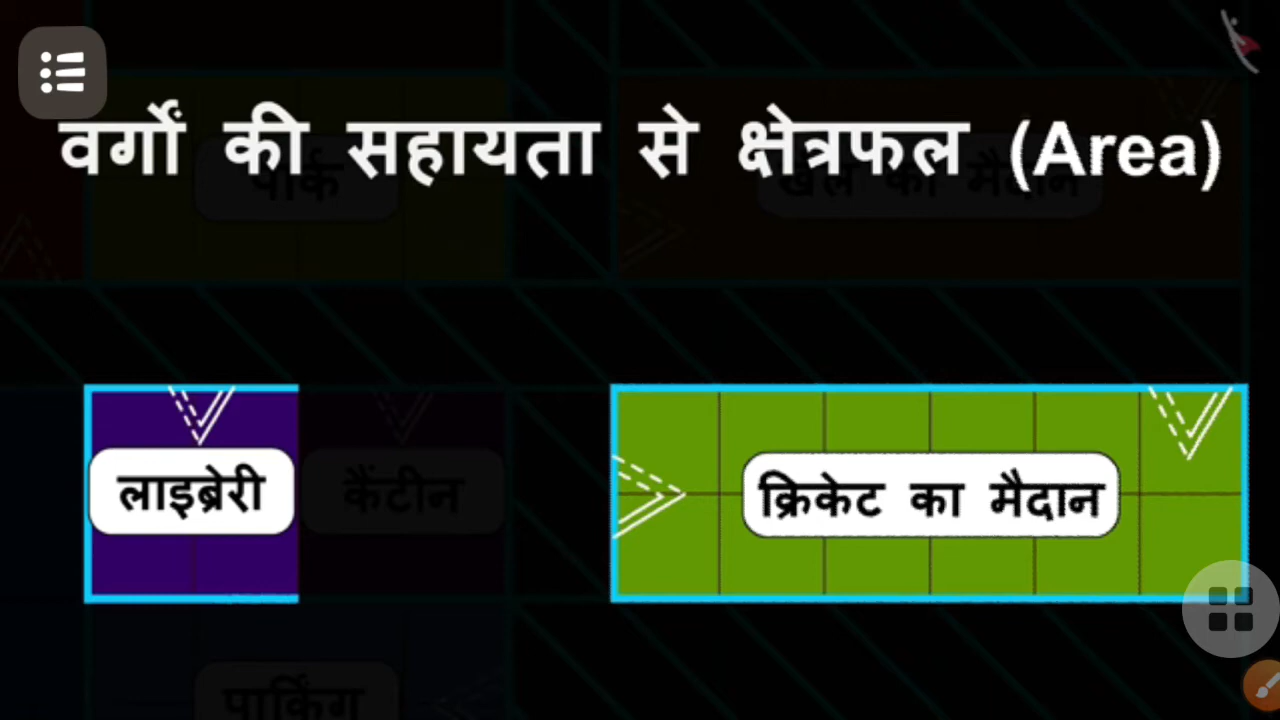 वर्गों की सहायता से क्षेत्रफल (Area)
पार्क
खेल का मैदान
लाइब्रेरी
कैंटीन
क्रिकेट का मैदान
पार्किंग